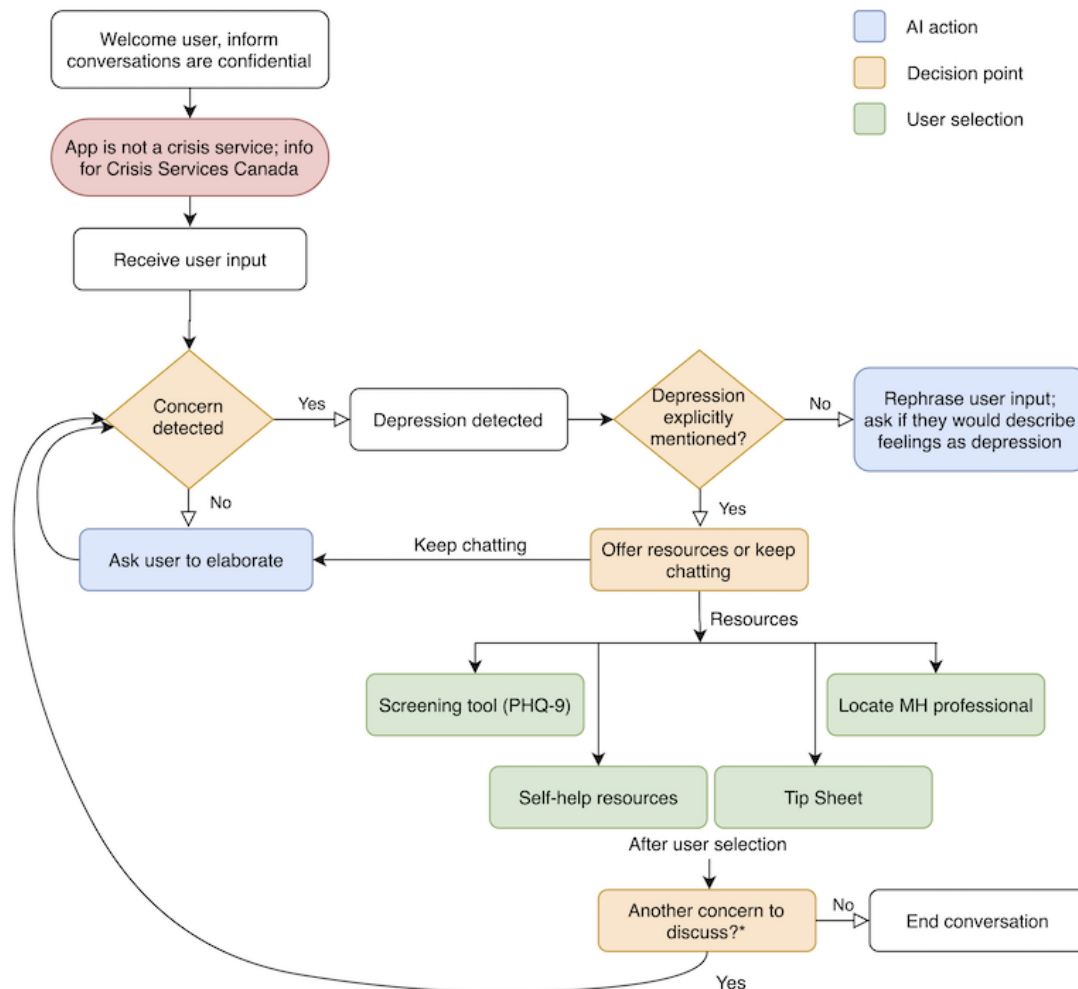 Welcome user, inform
conversations are confidential
AI action
Decision point
User selection
App is not a crisis service; info
for Crisis Services Canada
Receive user input
Concern
detected
Yes
Depression detected
Depression
explicitly
mentioned?
No
Rephrase user input;
ask if they would describe
feelings as depression
No
Yes
Ask user to elaborate
Keep chatting
Offer resources or keep
chatting
Resources
Screening tool (PHQ-9)
Locate MH professional
Self-help resources
Tip Sheet
After user selection
Another concern to
discuss?*
No
End conversation
Yes